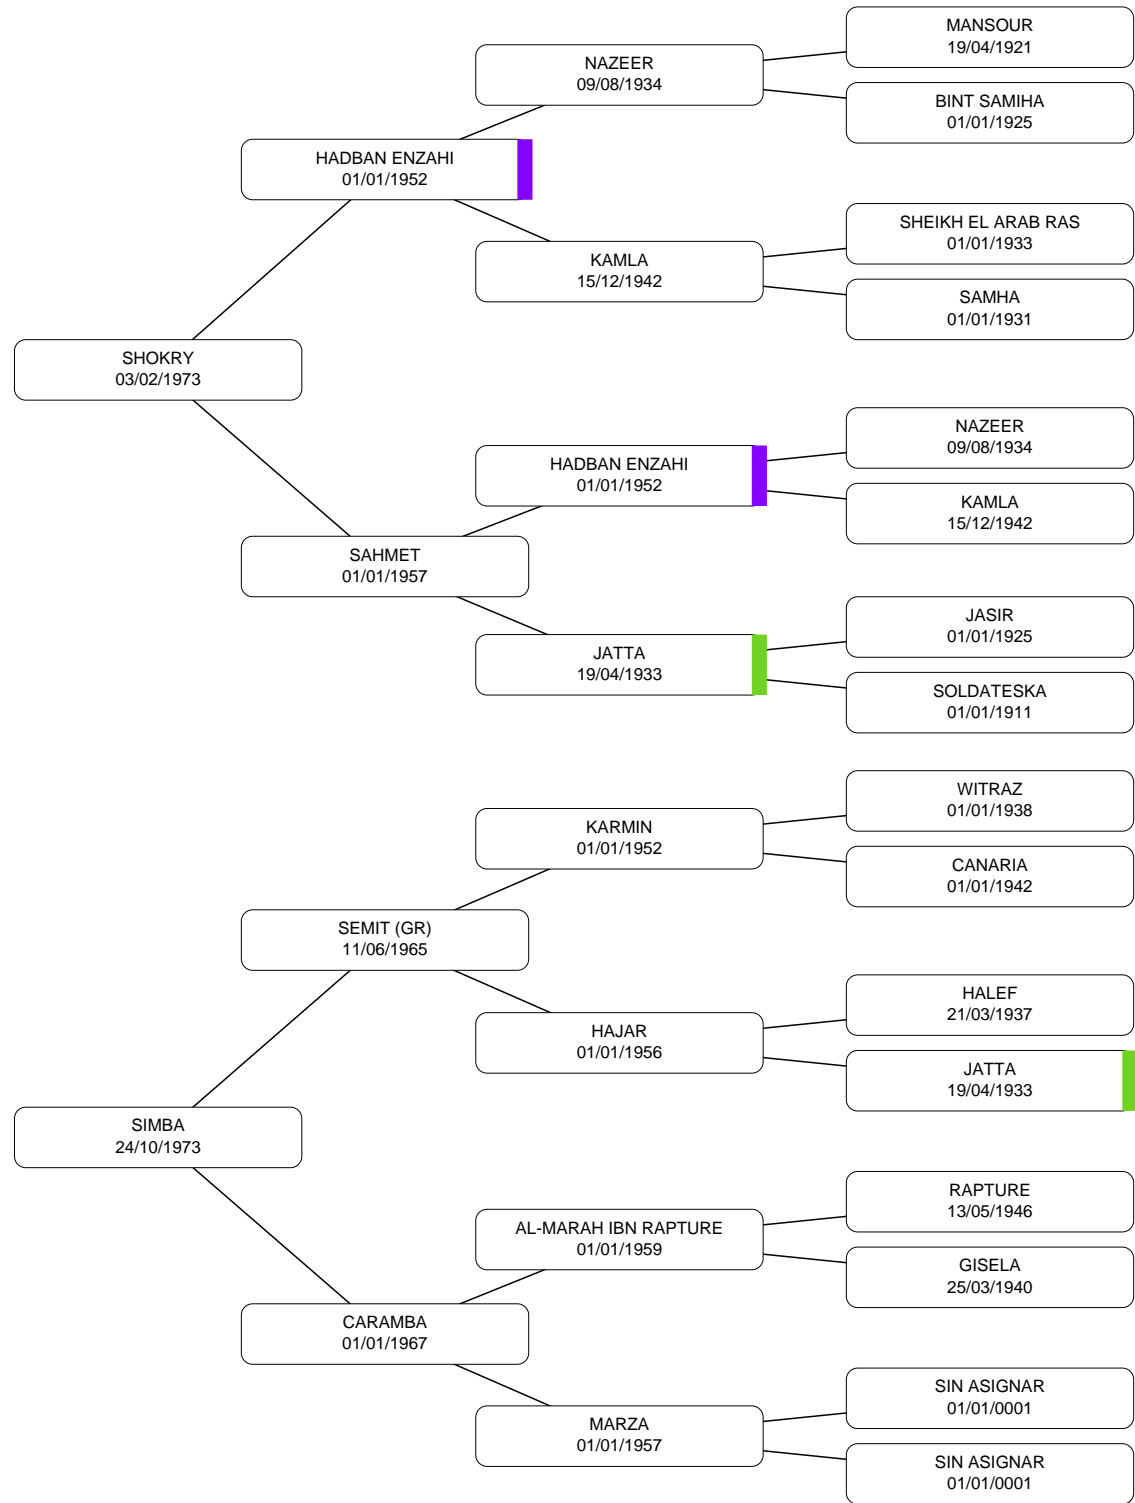 MANSOUR
19/04/1921
NAZEER
09/08/1934
BINT SAMIHA
01/01/1925
HADBAN ENZAHI
01/01/1952
SHEIKH EL ARAB RAS
01/01/1933
KAMLA
15/12/1942
SAMHA
01/01/1931
SHOKRY
03/02/1973
NAZEER
09/08/1934
HADBAN ENZAHI
01/01/1952
KAMLA
15/12/1942
SAHMET
01/01/1957
JASIR
01/01/1925
JATTA
19/04/1933
SOLDATESKA
01/01/1911
WITRAZ
01/01/1938
KARMIN
01/01/1952
CANARIA
01/01/1942
SEMIT (GR)
11/06/1965
HALEF
21/03/1937
HAJAR
01/01/1956
JATTA
19/04/1933
SIMBA
24/10/1973
RAPTURE
13/05/1946
AL-MARAH IBN RAPTURE
01/01/1959
GISELA
25/03/1940
CARAMBA
01/01/1967
SIN ASIGNAR
01/01/0001
MARZA
01/01/1957
SIN ASIGNAR
01/01/0001